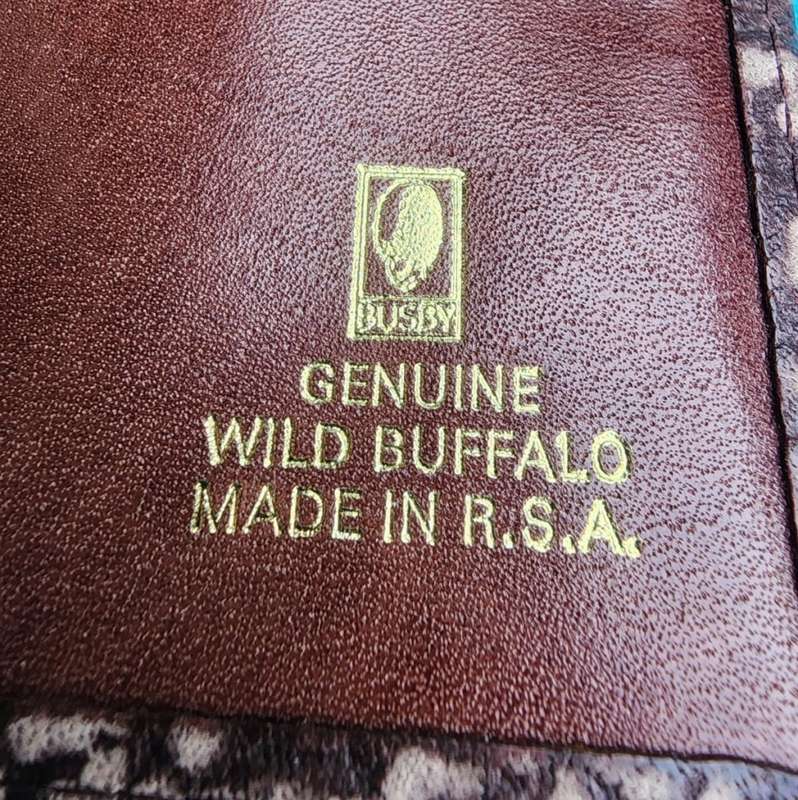 BUSBY
GENUINE
WILD BUFFALO
MADE IN R.S.A.